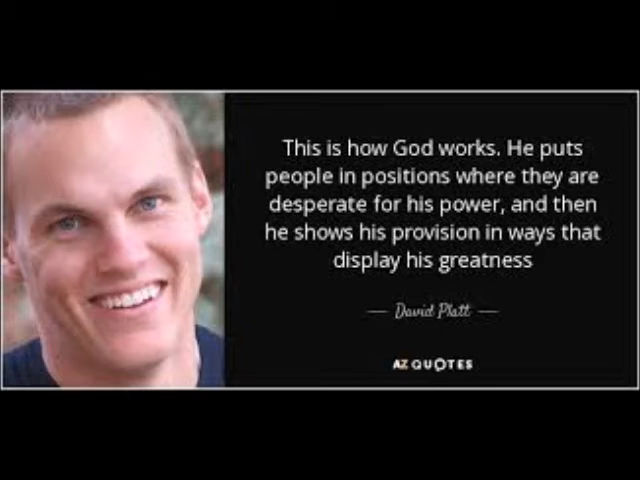 This is how God works. He puts
people in positions where they are
desperate for his power, and then
he shows his provision in ways that
display his greatness
David Platt
AZ QUOTES